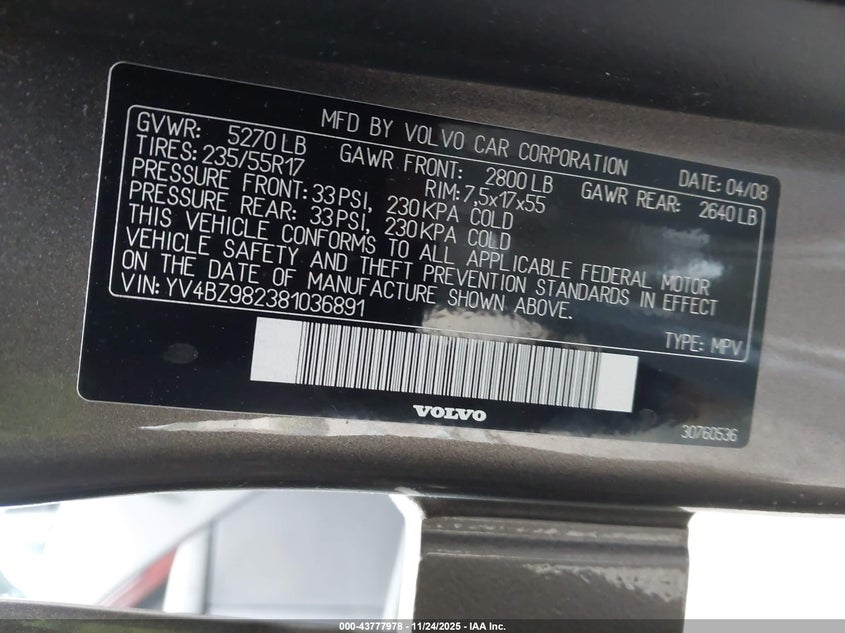 MFD BY VOLVO CAR CORPORATION DATE: 04/08
GVWR: 5270 LB GAWR FRONT: 2800 LB GAWR REAR: 2640 LB
TIRES: 235/55R17 RIM: 7,5x17x55
PRESSURE FRONT: 33 PSI, 230 KPA COLD
PRESSURE REAR: 33 PSI, 230 KPA COLD
THIS VEHICLE CONFORMS TO ALL APPLICABLE FEDERAL MOTOR
VEHICLE SAFETY AND THEFT PREVENTION STANDARDS IN EFFECT
ON THE DATE OF MANUFACTURE SHOWN ABOVE.
VIN: YV4BZ982381036891 TYPE: MPV
VOLVO
30760536
000-43777978 - 11/24/2025 - IAA Inc.